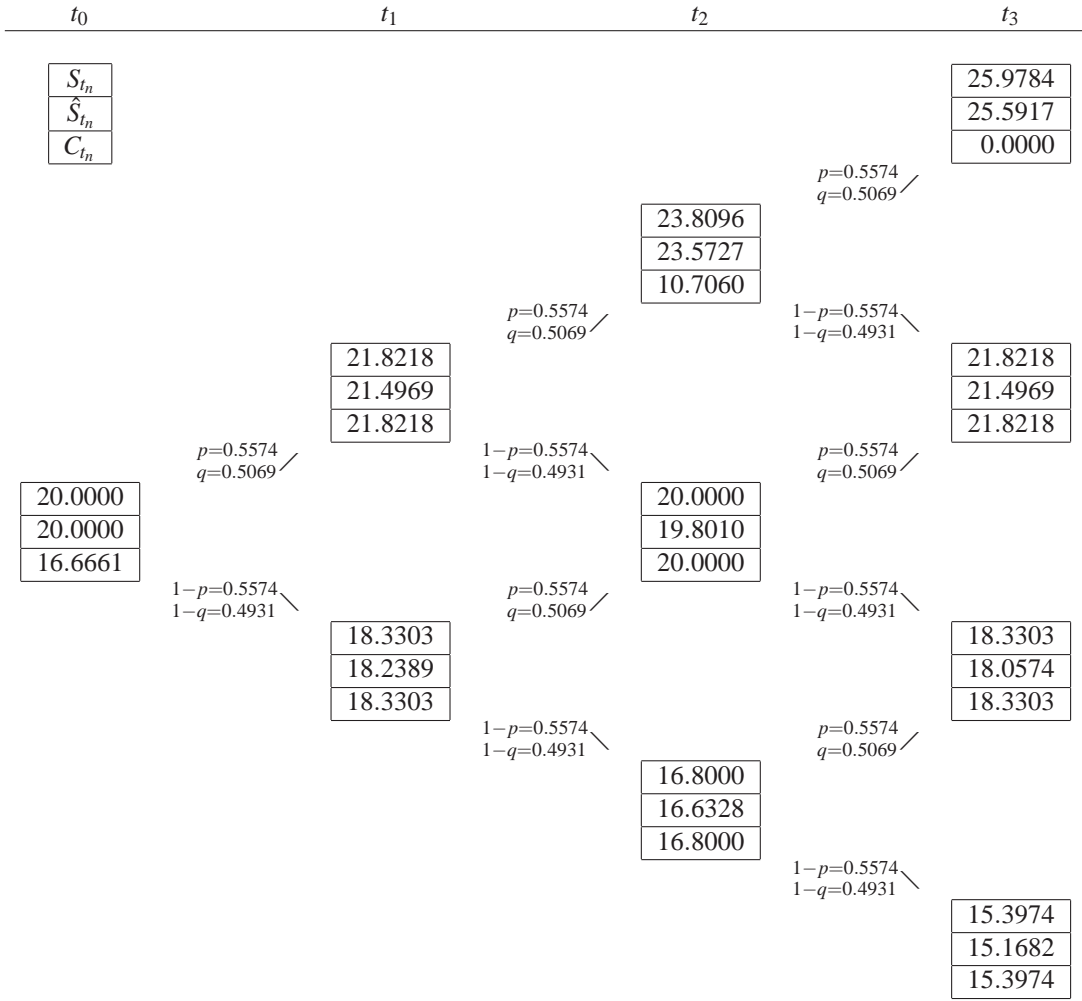 t_0 t_1 t_2 t_3
S_{t_n} 25.9784
Ŝ_{t_n} 25.5917
C_{t_n} 0.0000
p=0.5574
q=0.5069
23.8096
23.5727
10.7060
p=0.5574 1−p=0.5574
q=0.5069 1−q=0.4931
21.8218 21.8218
21.4969 21.4969
21.8218 21.8218
p=0.5574 1−p=0.5574 p=0.5574
q=0.5069 1−q=0.4931 q=0.5069
20.0000 20.0000
20.0000 19.8010
16.6661 20.0000
1−p=0.5574 p=0.5574 1−p=0.5574
1−q=0.4931 q=0.5069 1−q=0.4931
18.3303 18.3303
18.2389 18.0574
18.3303 18.3303
1−p=0.5574 p=0.5574
1−q=0.4931 q=0.5069
16.8000
16.6328
16.8000
1−p=0.5574
1−q=0.4931
15.3974
15.1682
15.3974